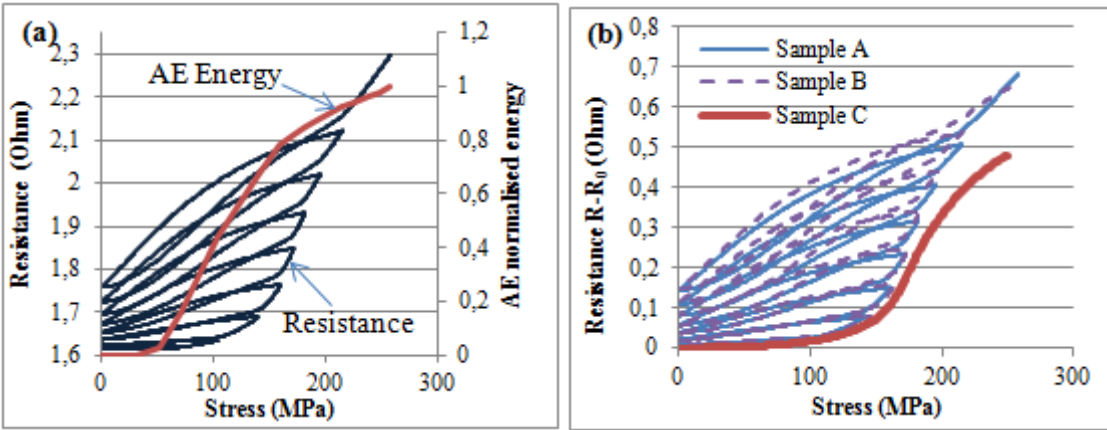 (a)
2,3
2,2
2,1
2
1,9
1,8
1,7
1,6
Resistance (Ohm)
AE Energy
Resistance
1,2
1
0,8
0,6
0,4
0,2
0
AE normalised energy
0 100 200 300
Stress (MPa)
(b)
0,8
0,7
0,6
0,5
0,4
0,3
0,2
0,1
0
Resistance R-R₀ (Ohm)
Sample A
Sample B
Sample C
0 100 200 300
Stress (MPa)